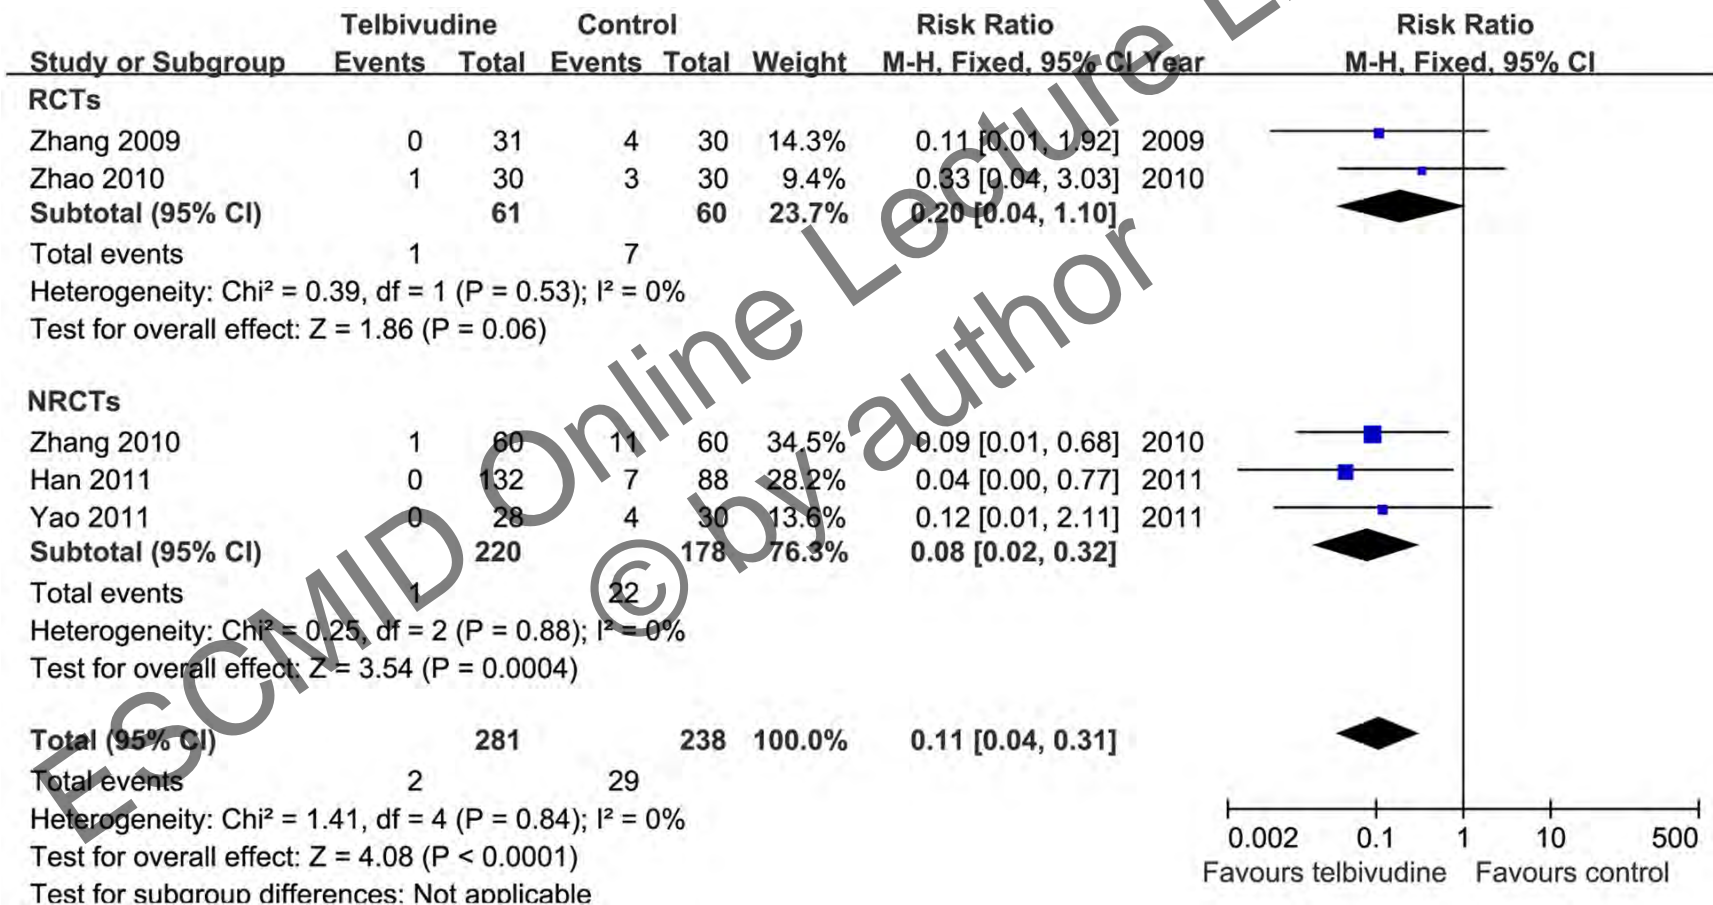 Telbivudine Control Risk Ratio Risk Ratio
Study or Subgroup Events Total Events Total Weight M-H, Fixed, 95% CI Year M-H, Fixed, 95% CI
RCTs
Zhang 2009 0 31 4 30 14.3% 0.11 [0.01, 1.92] 2009
Zhao 2010 1 30 3 30 9.4% 0.33 [0.04, 3.03] 2010
Subtotal (95% CI) 61 60 23.7% 0.20 [0.04, 1.10]
Total events 1 7
Heterogeneity: Chi² = 0.39, df = 1 (P = 0.53); I² = 0%
Test for overall effect: Z = 1.86 (P = 0.06)
NRCTs
Zhang 2010 1 60 11 60 34.5% 0.09 [0.01, 0.68] 2010
Han 2011 0 132 7 88 28.2% 0.04 [0.00, 0.77] 2011
Yao 2011 0 28 4 30 13.6% 0.12 [0.01, 2.11] 2011
Subtotal (95% CI) 220 178 76.3% 0.08 [0.02, 0.32]
Total events 1 22
Heterogeneity: Chi² = 0.25, df = 2 (P = 0.88); I² = 0%
Test for overall effect: Z = 3.54 (P = 0.0004)
Total (95% CI) 281 238 100.0% 0.11 [0.04, 0.31]
Total events 2 29
Heterogeneity: Chi² = 1.41, df = 4 (P = 0.84); I² = 0%
Test for overall effect: Z = 4.08 (P < 0.0001)
Test for subgroup differences: Not applicable
0.002 0.1 1 10 500
Favours telbivudine Favours control
ESCMID Online Lecture
© by author